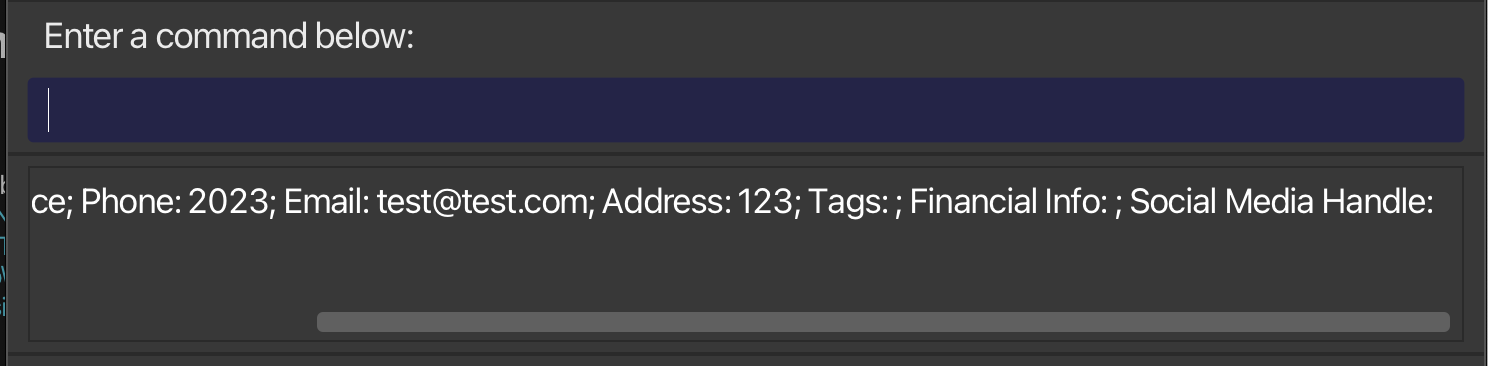 Enter a command below:
ce; Phone: 2023; Email: test@test.com; Address: 123; Tags: ; Financial Info: ; Social Media Handle: